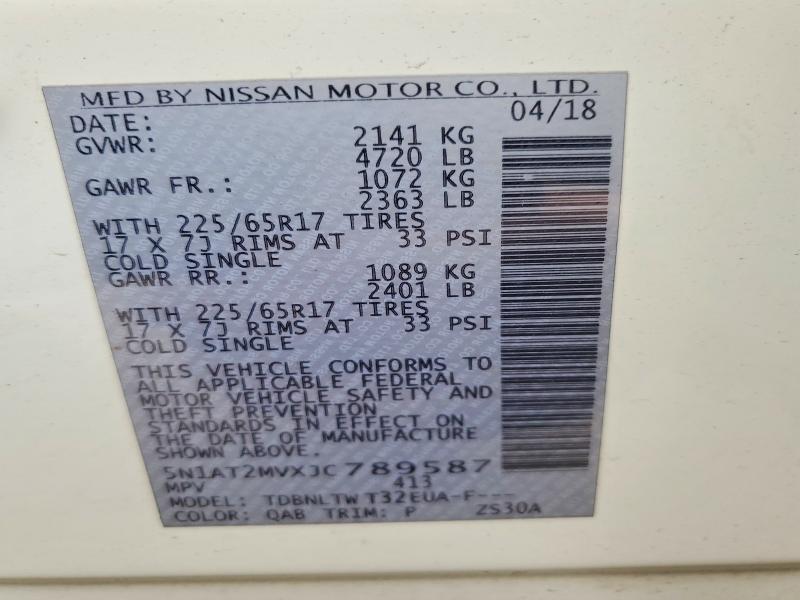 MFD BY NISSAN MOTOR CO., LTD.
DATE: 04/18
GVWR: 2141 KG
4720 LB
GAWR FR.: 1072 KG
2363 LB
WITH 225/65R17 TIRES
17 X 7J RIMS AT 33 PSI
COLD SINGLE
GAWR RR.: 1089 KG
2401 LB
WITH 225/65R17 TIRES
17 X 7J RIMS AT 33 PSI
COLD SINGLE
THIS VEHICLE CONFORMS TO
ALL APPLICABLE FEDERAL
MOTOR VEHICLE SAFETY AND
THEFT PREVENTION
STANDARDS IN EFFECT ON
THE DATE OF MANUFACTURE
SHOWN ABOVE.
5N1AT2MVXJC789587
MPV 413
MODEL: TDBNLTW T32EUA-F---
COLOR: QAB TRIM: P ZS30A